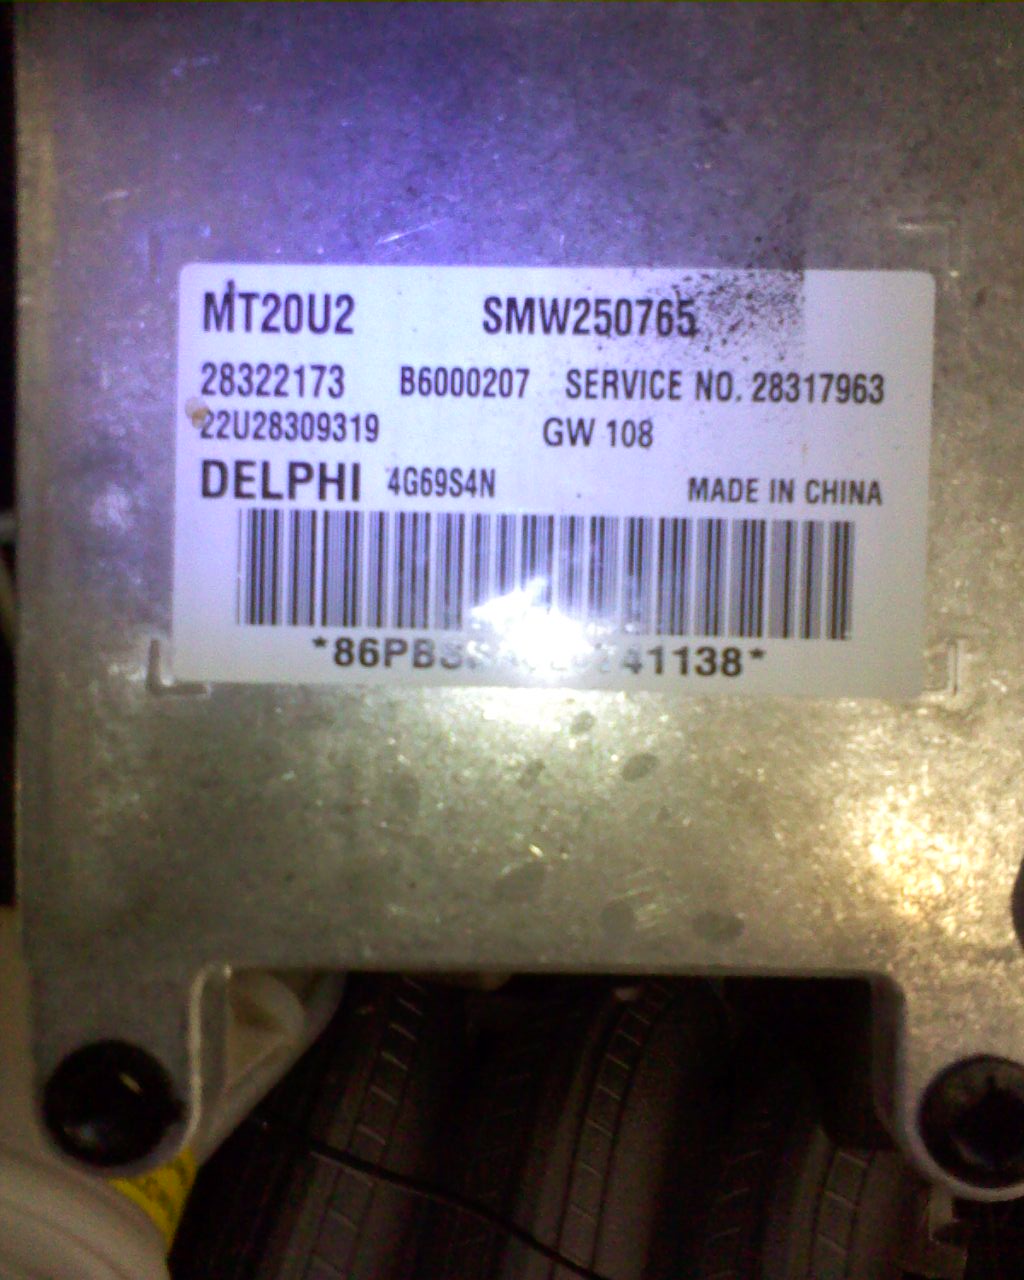 MT20U2 SMW250765
28322173 B6000207 SERVICE NO. 28317963
22U28309319 GW 108
DELPHI 4G69S4N MADE IN CHINA